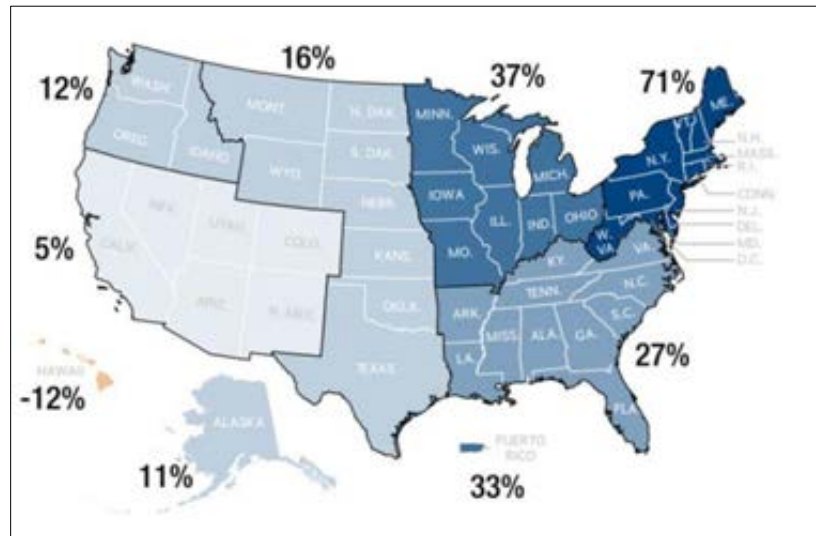 16%
37%
71%
12%
WASH.
MONT.
N. DAK.
MINN.
VT.
ME.
OREG.
IDAHO
S. DAK.
WIS.
MICH.
N.Y.
N.H.
MASS.
R.I.
WYO.
IOWA
PA.
CONN.
NEBR.
N.J.
NEV.
UTAH
COLO.
ILL.
IND.
OHIO
DEL.
5%
CALIF.
KANS.
MO.
W.
VA.
VA.
MD.
KY.
D.C.
ARIZ.
N. MEX.
OKLA.
ARK.
TENN.
N.C.
S.C.
TEXAS
LA.
MISS.
ALA.
GA.
27%
HAWAII
-12%
ALASKA
FLA.
PUERTO
RICO
11%
33%